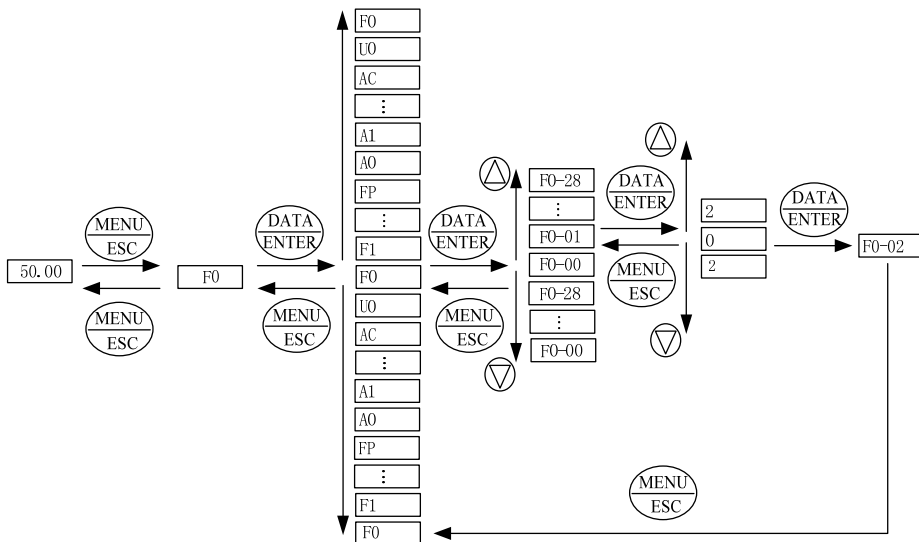 50.00
MENU
ESC
MENU
ESC
F0
DATA
ENTER
MENU
ESC
F0
U0
AC
⋮
A1
A0
FP
⋮
F1
F0
U0
AC
⋮
A1
A0
FP
⋮
F1
F0
DATA
ENTER
MENU
ESC
F0-28
⋮
F0-01
F0-00
F0-28
⋮
F0-00
DATA
ENTER
MENU
ESC
2
0
2
DATA
ENTER
F0-02
MENU
ESC